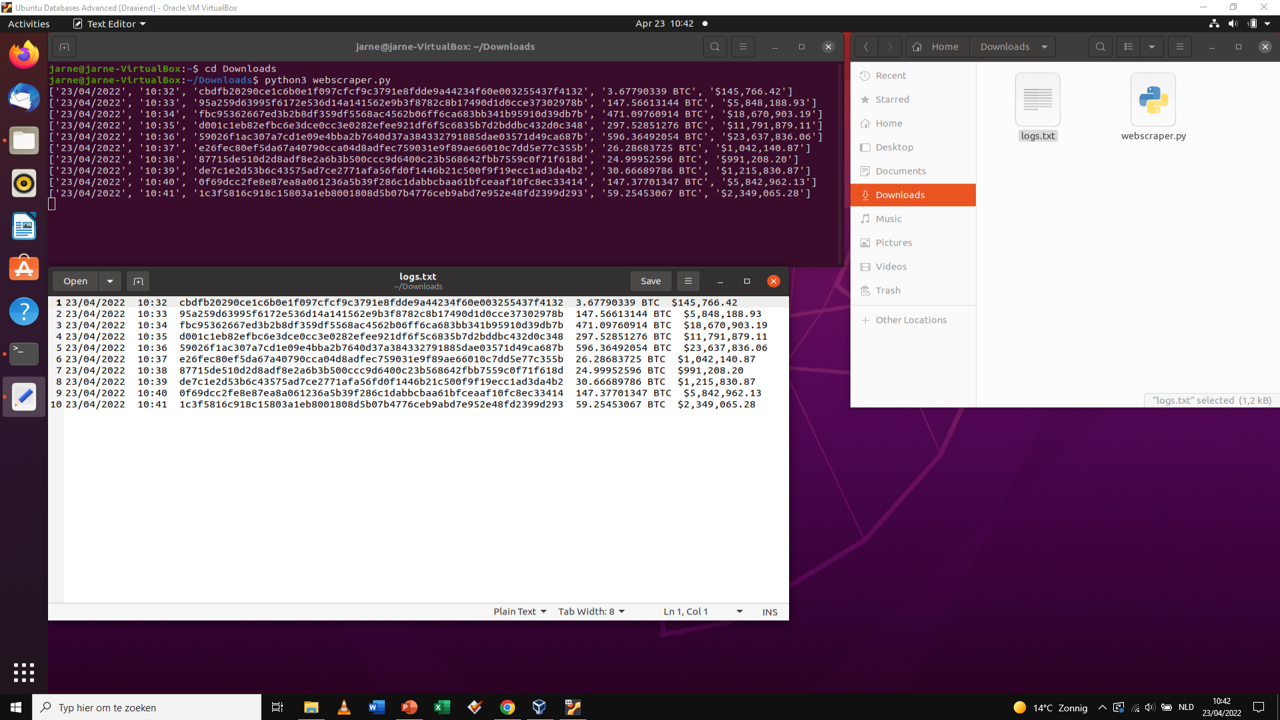 Ubuntu Databases Advanced [Draaiend] - Oracle VM VirtualBox
Activities
Text Editor
Apr 23 10:42
jarne@jarne-VirtualBox: ~/Downloads
jarne@jarne-VirtualBox:~$ cd Downloads
jarne@jarne-VirtualBox:~/Downloads$ python3 webscraper.py
['23/04/2022', '10:32', 'cbdfb20290ce1c6b0e1f097cfcf9c3791e8fdde9a44234f60e003255437f4132', '3.67790339 BTC', '$145,766.42']
['23/04/2022', '10:33', '95a259d63995f6172e536d14a141562e9b3f8782c8b17490d1d0cce37302978b', '147.56613144 BTC', '$5,848,188.93']
['23/04/2022', '10:34', 'fbc95362667ed3b2b8df359df5568ac4562b06ff6ca683bb341b95910d39db7b', '471.09760914 BTC', '$18,670,903.19']
['23/04/2022', '10:35', 'd001c1eb82efbc6e3dce0cc3e0282efee921df6f5c6835b7d2bddbc432d0c348', '297.52851276 BTC', '$11,791,879.11']
['23/04/2022', '10:36', '59026f1ac307a7cd1e09e4bba2b7640d37a384332791885dae03571d49ca687b', '596.36492054 BTC', '$23,637,836.06']
['23/04/2022', '10:37', 'e26fec80ef5da67a40790cca04d8adfec759031e9f89ae66010c7dd5e77c355b', '26.28683725 BTC', '$1,042,140.87']
['23/04/2022', '10:38', '87715de510d2d8adf8e2a6b3b500ccc9d6400c23b568642fbb7559c0f71f618d', '24.99952596 BTC', '$991,208.20']
['23/04/2022', '10:39', 'de7c1e2d53b6c43575ad7ce2771afa56fd0f1446b21c500f9f19ecc1ad3da4b2', '30.66689786 BTC', '$1,215,830.87']
['23/04/2022', '10:40', '0f69dcc2fe8e87ea8a061236a5b39f286c1dabbcbaa61bfceaaf10fc8ec33414', '147.37701347 BTC', '$5,842,962.13']
['23/04/2022', '10:41', '1c3f5816c918c15803a1eb8001808d5b07b4776ceb9abd7e952e48fd2399d293', '59.25453067 BTC', '$2,349,065.28']
Home
Downloads
Recent
Starred
Home
Desktop
Documents
Downloads
Music
Pictures
Videos
Trash
Other Locations
logs.txt
webscraper.py
"logs.txt" selected (1,2 kB)
Open
logs.txt
~/Downloads
Save
1 23/04/2022 10:32 cbdfb20290ce1c6b0e1f097cfcf9c3791e8fdde9a44234f60e003255437f4132 3.67790339 BTC $145,766.42
2 23/04/2022 10:33 95a259d63995f6172e536d14a141562e9b3f8782c8b17490d1d0cce37302978b 147.56613144 BTC $5,848,188.93
3 23/04/2022 10:34 fbc95362667ed3b2b8df359df5568ac4562b06ff6ca683bb341b95910d39db7b 471.09760914 BTC $18,670,903.19
4 23/04/2022 10:35 d001c1eb82efbc6e3dce0cc3e0282efee921df6f5c6835b7d2bddbc432d0c348 297.52851276 BTC $11,791,879.11
5 23/04/2022 10:36 59026f1ac307a7cd1e09e4bba2b7640d37a384332791885dae03571d49ca687b 596.36492054 BTC $23,637,836.06
6 23/04/2022 10:37 e26fec80ef5da67a40790cca04d8adfec759031e9f89ae66010c7dd5e77c355b 26.28683725 BTC $1,042,140.87
7 23/04/2022 10:38 87715de510d2d8adf8e2a6b3b500ccc9d6400c23b568642fbb7559c0f71f618d 24.99952596 BTC $991,208.20
8 23/04/2022 10:39 de7c1e2d53b6c43575ad7ce2771afa56fd0f1446b21c500f9f19ecc1ad3da4b2 30.66689786 BTC $1,215,830.87
9 23/04/2022 10:40 0f69dcc2fe8e87ea8a061236a5b39f286c1dabbcbaa61bfceaaf10fc8ec33414 147.37701347 BTC $5,842,962.13
10 23/04/2022 10:41 1c3f5816c918c15803a1eb8001808d5b07b4776ceb9abd7e952e48fd2399d293 59.25453067 BTC $2,349,065.28
Plain Text
Tab Width: 8
Ln 1, Col 1
INS
Typ hier om te zoeken
14°C Zonnig
NLD
10:42
23/04/2022